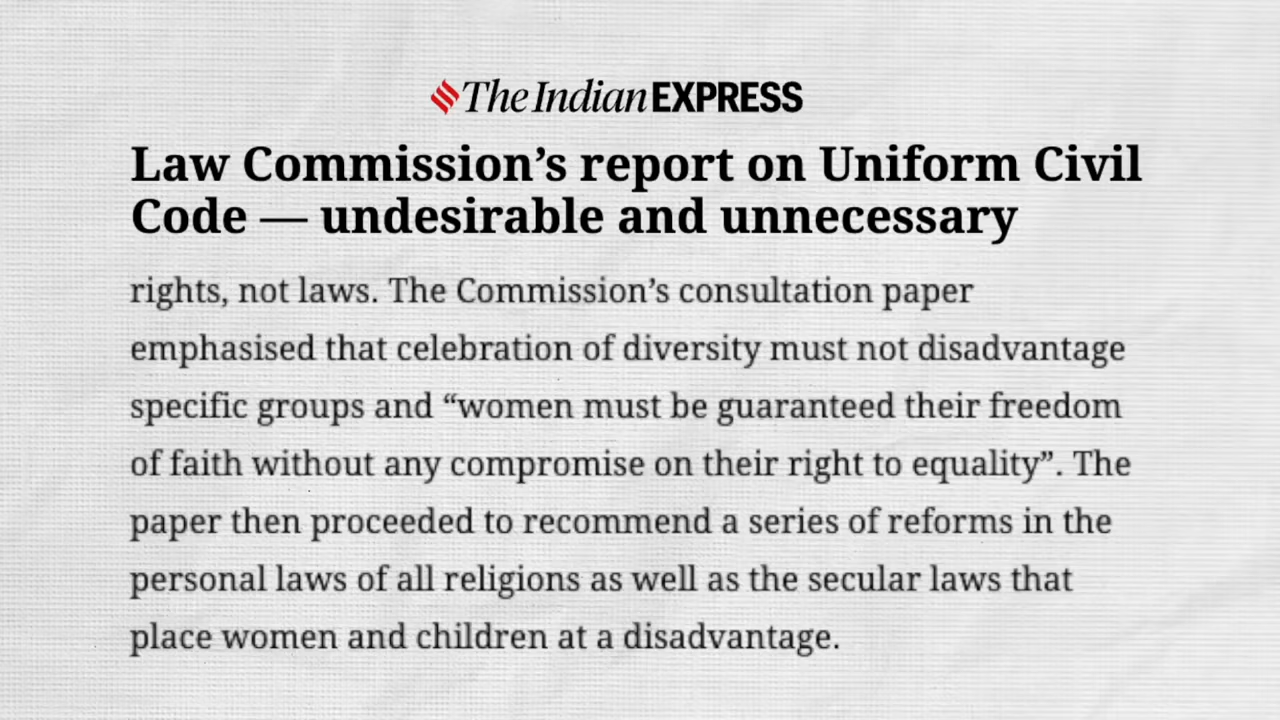 The Indian EXPRESS
Law Commission’s report on Uniform Civil
Code — undesirable and unnecessary
rights, not laws. The Commission’s consultation paper
emphasised that celebration of diversity must not disadvantage
specific groups and “women must be guaranteed their freedom
of faith without any compromise on their right to equality”. The
paper then proceeded to recommend a series of reforms in the
personal laws of all religions as well as the secular laws that
place women and children at a disadvantage.